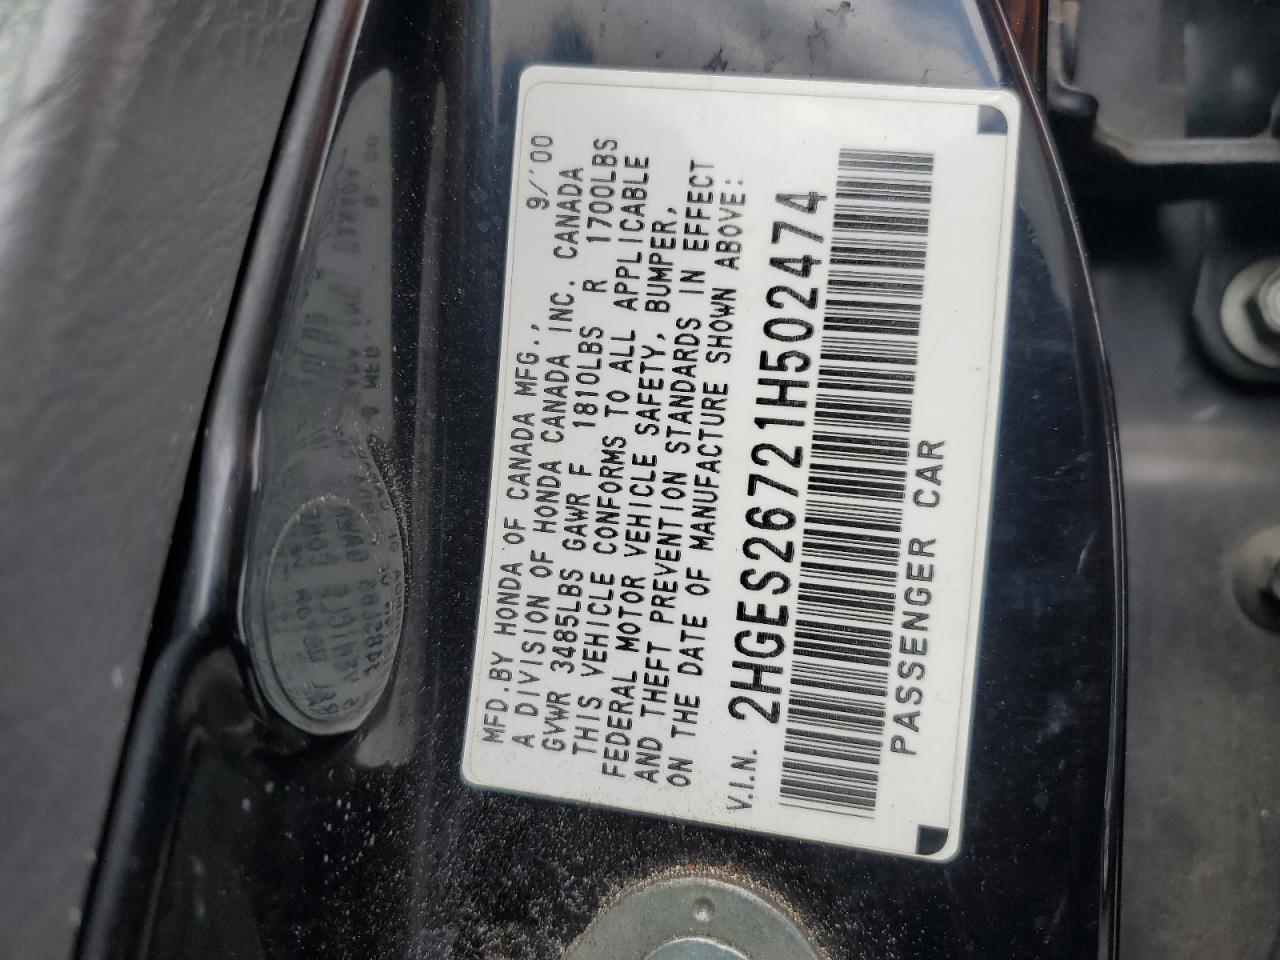 MFD.BY HONDA OF CANADA MFG., 9/'00
A DIVISION OF HONDA CANADA INC. CANADA
GVWR 3485LBS GAWR F 1810LBS R 1700LBS
THIS VEHICLE CONFORMS TO ALL APPLICABLE
FEDERAL MOTOR VEHICLE SAFETY, BUMPER,
AND THEFT PREVENTION STANDARDS IN EFFECT
ON THE DATE OF MANUFACTURE SHOWN ABOVE:
V.I.N. 2HGES26721H502474
PASSENGER CAR